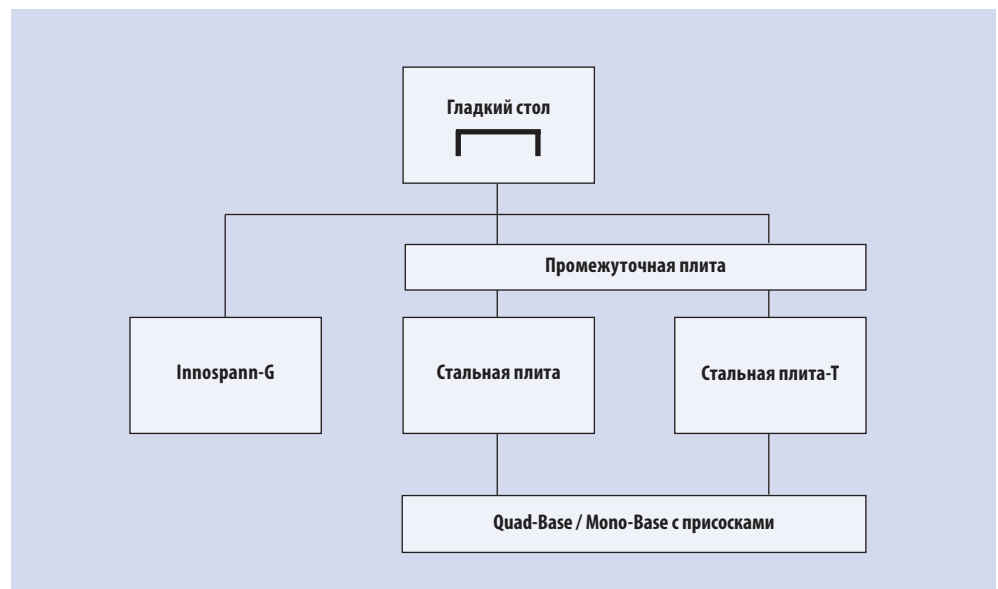 Гладкий стол
Промежуточная плита
Innospann-G
Стальная плита
Стальная плита-Т
Quad-Base / Mono-Base с присосками